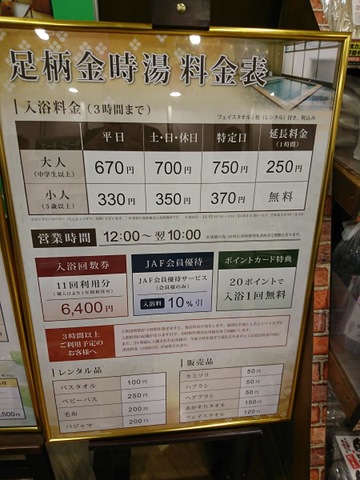 足柄金時湯 料金表
入浴料金(3時間まで)
フェイスタオル1枚(レンタル)付き、税込み
平日 土・日・休日 特定日 延長料金(1時間)
大人(中学生以上) 670円 700円 750円 250円
小人(5歳以上) 330円 350円 370円 無料
営業時間 12:00〜翌10:00
入浴回数券
11回利用分
6,400円
JAF会員優待
JAF会員優待サービス
(会員様のみ)
入浴料 10%引
ポイントカード特典
20ポイントで
入浴1回無料
3時間以上
ご利用予定の
お客様へ
レンタル品
バスタオル 100円
ベビーバス 250円
毛布 200円
パジャマ 200円
販売品
カミソリ 50円
ハブラシ 50円
ヘアブラシ 50円
あかすりタオル 150円
フェイスタオル 120円
,500円